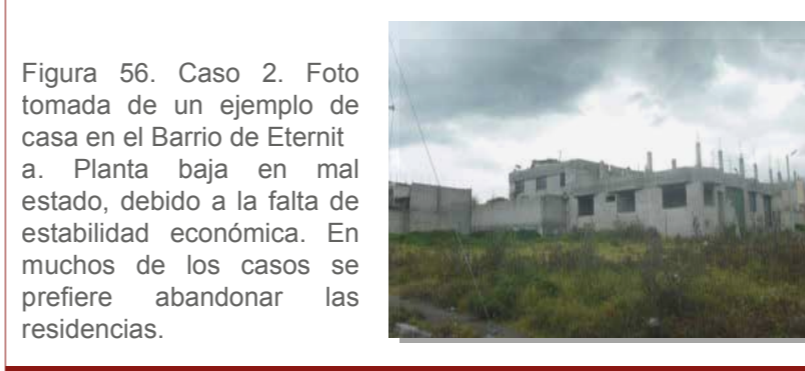 Figura 56. Caso 2. Foto
tomada de un ejemplo de
casa en el Barrio de Eternit
a. Planta baja en mal
estado, debido a la falta de
estabilidad económica. En
muchos de los casos se
prefiere abandonar las
residencias.